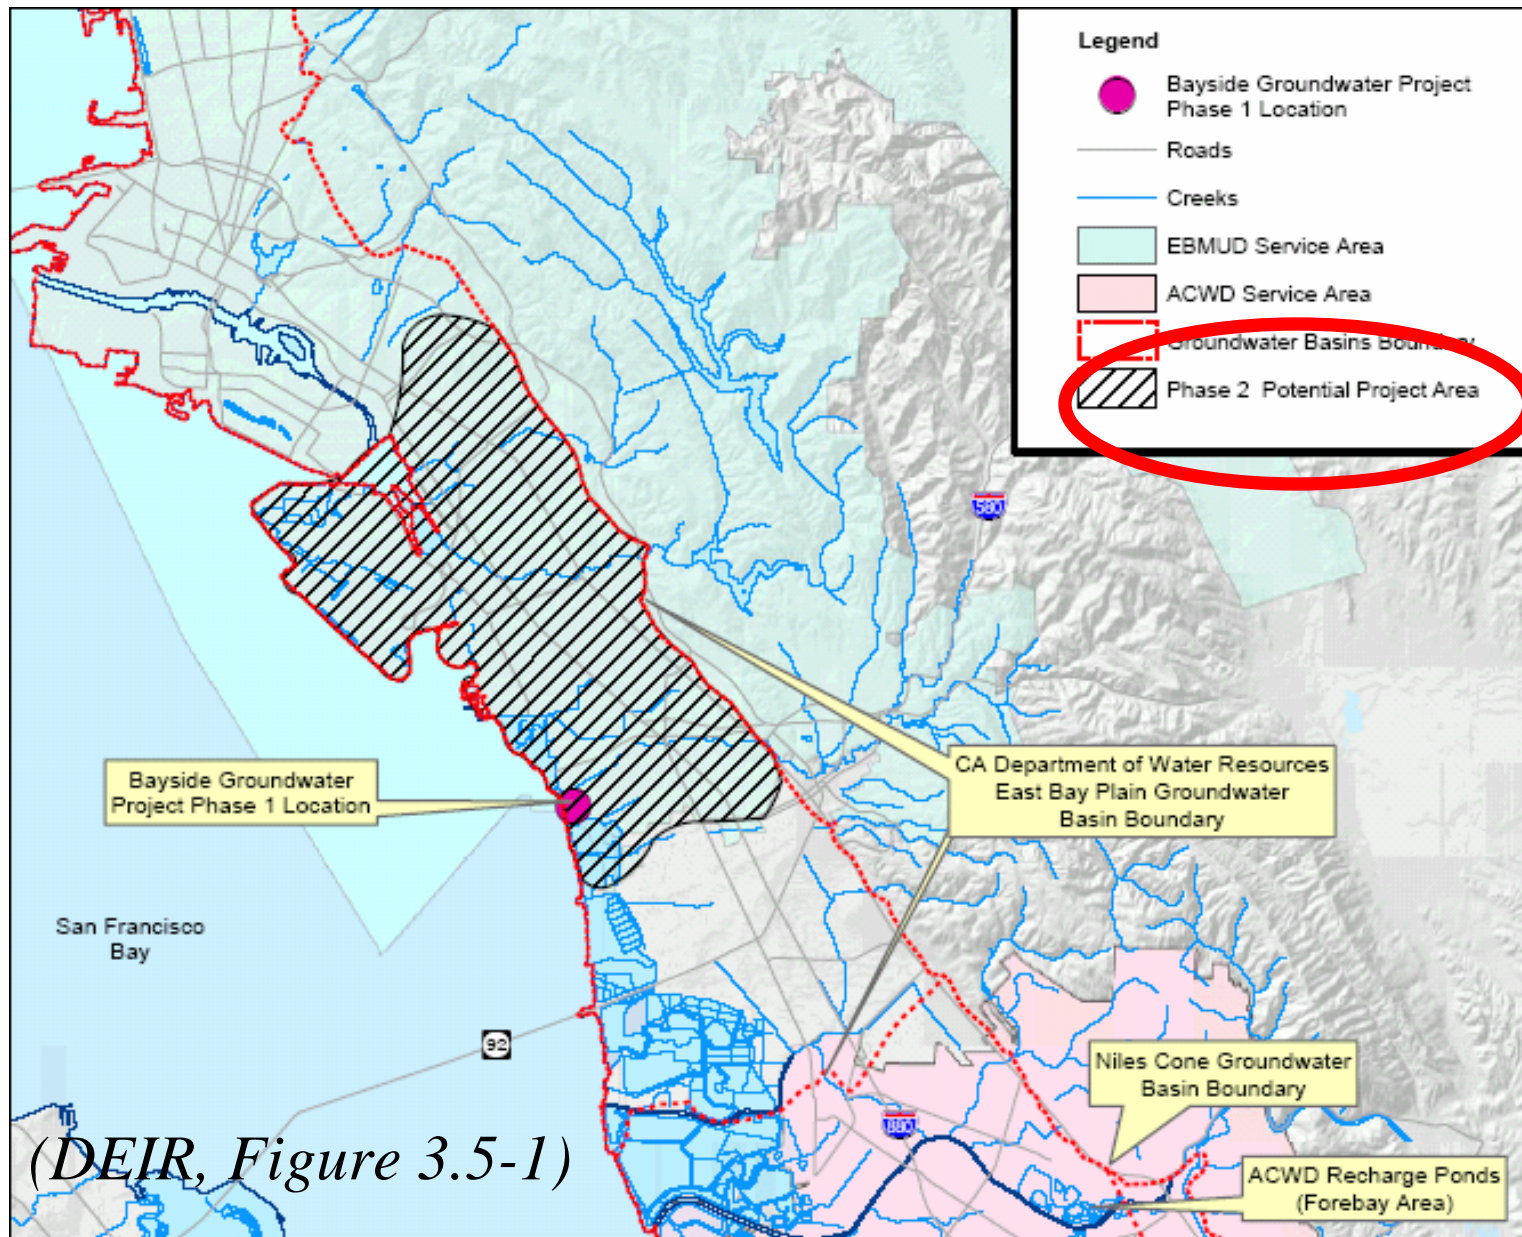 Legend
Bayside Groundwater Project
Phase 1 Location
Roads
Creeks
EBMUD Service Area
ACWD Service Area
Groundwater Basins Boundary
Phase 2 Potential Project Area
580
CA Department of Water Resources
East Bay Plain Groundwater
Basin Boundary
Bayside Groundwater
Project Phase 1 Location
San Francisco
Bay
92
Niles Cone Groundwater
Basin Boundary
880
(DEIR, Figure 3.5-1)
ACWD Recharge Ponds
(Forebay Area)